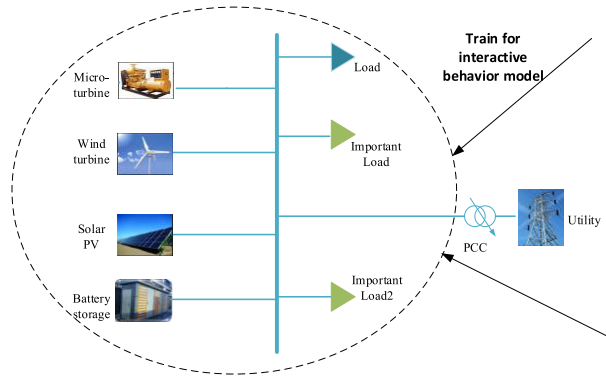 Train for
interactive
behavior model
Load
Micro-
turbine
Wind
turbine
Important
Load
Solar
PV
PCC
Utility
Battery
storage
Important
Load2